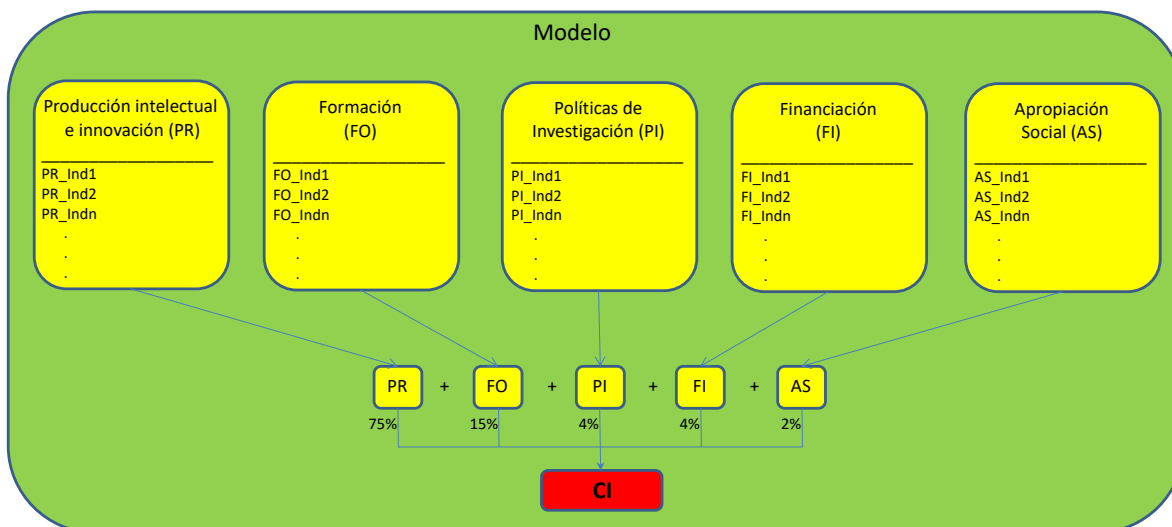 Modelo
Producción intelectual
e innovación (PR)
PR_Ind1
PR_Ind2
PR_Indn
.
.
.
Formación
(FO)
FO_Ind1
FO_Ind2
FO_Indn
.
.
.
Políticas de
Investigación (PI)
PI_Ind1
PI_Ind2
PI_Indn
.
.
.
Financiación
(FI)
FI_Ind1
FI_Ind2
FI_Indn
.
.
.
Apropiación
Social (AS)
AS_Ind1
AS_Ind2
AS_Indn
.
.
.
PR + FO + PI + FI + AS
75% 15% 4% 4% 2%
CI